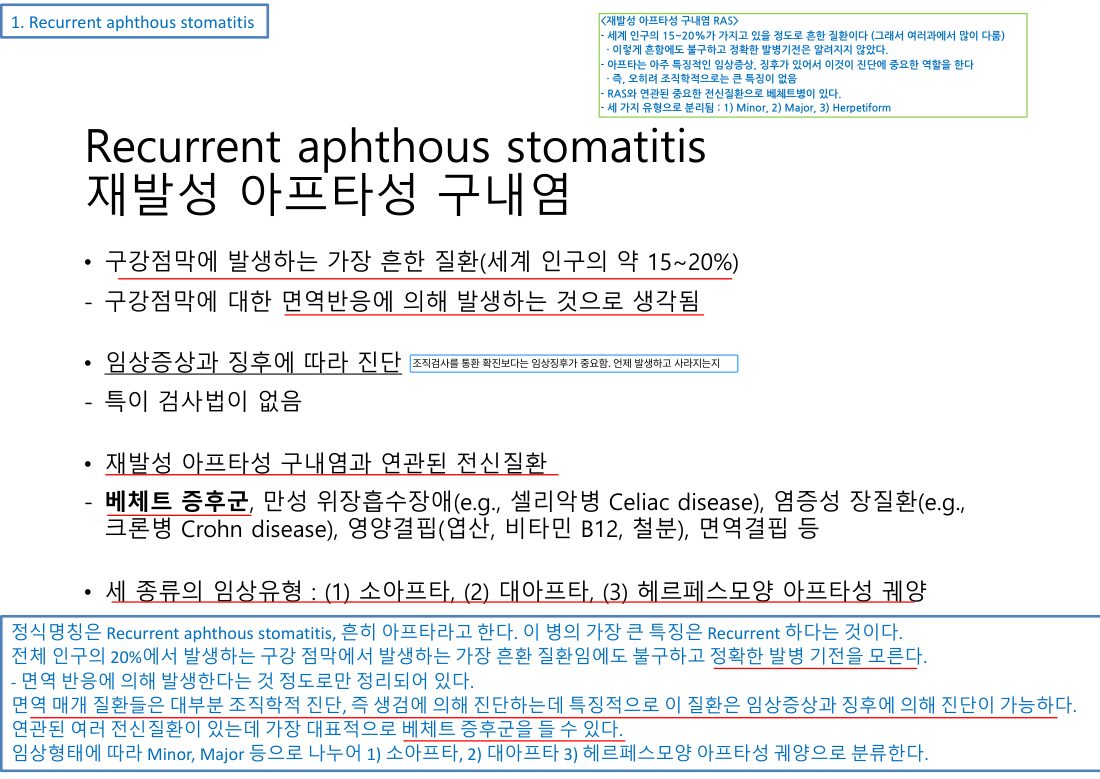 1. Recurrent aphthous stomatitis
<재발성 아프타성 구내염 RAS>
- 세계 인구의 15~20%가 가지고 있을 정도로 흔한 질환이다 (그래서 여러과에서 많이 다룸)
· 이렇게 흔함에도 불구하고 정확한 발병기전은 알려지지 않았다.
- 아프타는 아주 특징적인 임상증상, 징후가 있어서 이것이 진단에 중요한 역할을 한다
· 즉, 오히려 조직학적으로는 큰 특징이 없음
- RAS와 연관된 중요한 전신질환으로 베체트병이 있다.
- 세 가지 유형으로 분리됨 : 1) Minor, 2) Major, 3) Herpetiform
Recurrent aphthous stomatitis
재발성 아프타성 구내염
• 구강점막에 발생하는 가장 흔한 질환(세계 인구의 약 15~20%)
- 구강점막에 대한 면역반응에 의해 발생하는 것으로 생각됨
• 임상증상과 징후에 따라 진단 조직검사를 통환 확진보다는 임상징후가 중요함. 언제 발생하고 사라지는지
- 특이 검사법이 없음
• 재발성 아프타성 구내염과 연관된 전신질환
- 베체트 증후군, 만성 위장흡수장애(e.g., 셀리악병 Celiac disease), 염증성 장질환(e.g.,
크론병 Crohn disease), 영양결핍(엽산, 비타민 B12, 철분), 면역결핍 등
• 세 종류의 임상유형 : (1) 소아프타, (2) 대아프타, (3) 헤르페스모양 아프타성 궤양
정식명칭은 Recurrent aphthous stomatitis, 흔히 아프타라고 한다. 이 병의 가장 큰 특징은 Recurrent 하다는 것이다.
전체 인구의 20%에서 발생하는 구강 점막에서 발생하는 가장 흔환 질환임에도 불구하고 정확한 발병 기전을 모른다.
- 면역 반응에 의해 발생한다는 것 정도로만 정리되어 있다.
면역 매개 질환들은 대부분 조직학적 진단, 즉 생검에 의해 진단하는데 특징적으로 이 질환은 임상증상과 징후에 의해 진단이 가능하다.
연관된 여러 전신질환이 있는데 가장 대표적으로 베체트 증후군을 들 수 있다.
임상형태에 따라 Minor, Major 등으로 나누어 1) 소아프타, 2) 대아프타 3) 헤르페스모양 아프타성 궤양으로 분류한다.